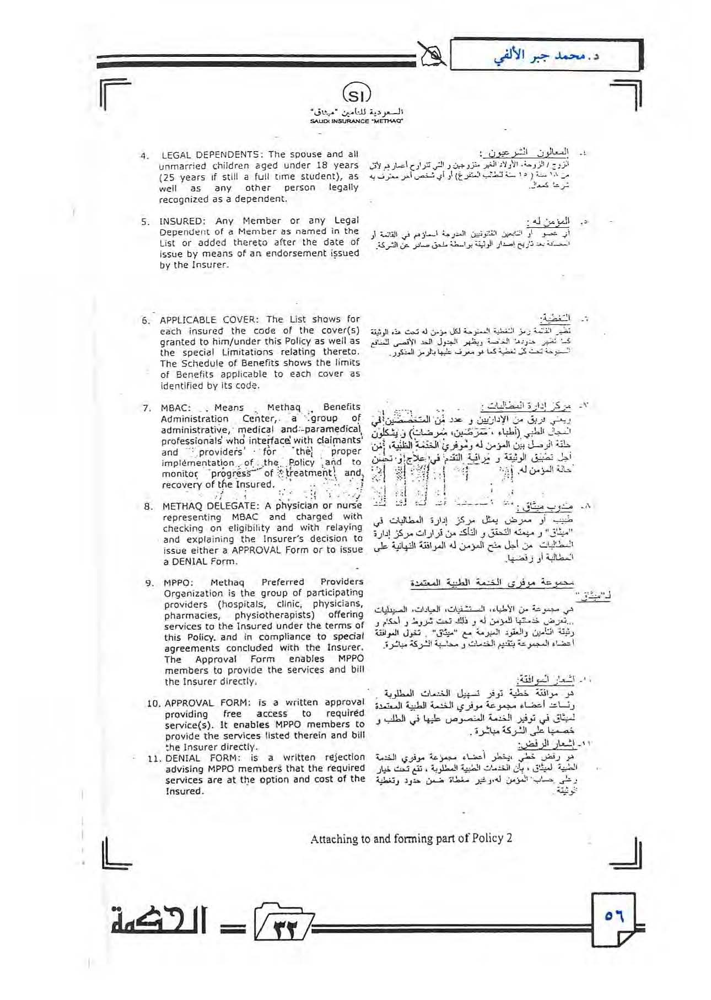 د. محمد جبر الألفي
SI
السعودية للتأمين "ميثاق"
SAUDI INSURANCE "METHAQ"
4. LEGAL DEPENDENTS: The spouse and all
unmarried children aged under 18 years
(25 years if still a full time student), as
well as any other person legally
recognized as a dependent.
5. INSURED: Any Member or any Legal
Dependent of a Member as named in the
List or added thereto after the date of
issue by means of an endorsement issued
by the Insurer.
6. APPLICABLE COVER: The List shows for
each insured the code of the cover(s)
granted to him/under this Policy as well as
the special Limitations relating thereto.
The Schedule of Benefits shows the limits
of Benefits applicable to each cover as
identified by its code.
7. MBAC: Means Methaq Benefits
Administration Center, a group of
administrative, medical and paramedical
professionals who interface with claimants
and providers for the proper
implementation of the Policy and to
monitor progress of treatment and
recovery of the Insured.
8. METHAQ DELEGATE: A physician or nurse
representing MBAC and charged with
checking on eligibility and with relaying
and explaining the Insurer's decision to
issue either a APPROVAL Form or to issue
a DENIAL Form.
9. MPPO: Methaq Preferred Providers
Organization is the group of participating
providers (hospitals, clinic, physicians,
pharmacies, physiotherapists) offering
services to the Insured under the terms of
this Policy. and in compliance to special
agreements concluded with the Insurer.
The Approval Form enables MPPO
members to provide the services and bill
the Insurer directly.
10. APPROVAL FORM: is a written approval
providing free access to required
service(s). It enables MPPO members to
provide the services listed therein and bill
the Insurer directly.
11. DENIAL FORM: is a written rejection
advising MPPO members that the required
services are at the option and cost of the
Insured.
٤- المعالون الشرعيون :
الزوج / الزوجة، الأولاد الغير متزوجين و التي تتراوح أعمارهم لأقل
من ١٨ سنة ( ٢٥ سنة للطالب المتفرغ) أو أي شخص آخر معترف به
شرعا كمعال.
٥. المؤمن له :
أي عضو أو التابعين القانونيين المدرجة أسماؤهم في القائمة أو
المضافة بعد تاريخ إصدار الوثيقة بواسطة ملحق صادر عن الشركة.
٦- التغطية:
تظهر القائمة رمز التغطية الممنوحة لكل مؤمن له تحت هذه الوثيقة
كما تظهر حدودها الخاصة ويظهر الجدول الحد الأقصى للمنافع
الممنوحة تحت كل تغطية كما هو معرف عليها بالرمز المذكور.
٧- مركز إدارة المطالبات :
ويعني فريق من الإداريين و عدد من المتخصصين في
المجال الطبي (أطباء ، ممرضين، ممرضات) و يشكلون
حلقة الوصل بين المؤمن له وموفري الخدمة الطبية، من
أجل تطبيق الوثيقة و مراقبة التقدم في علاج أو تحسن
حالة المؤمن له.
٨- مندوب ميثاق :
طبيب أو ممرض يمثل مركز إدارة المطالبات في
"ميثاق" و مهمته التحقق و التأكد من قرارات مركز إدارة
المطالبات من أجل منح المؤمن له الموافقة النهائية على
المطالبة أو رفضها.
مجموعة موفري الخدمة الطبية المعتمدة
لـ"ميثاق"
هي مجموعة من الأطباء، المستشفيات، العيادات، الصيدليات
...تعرض خدمتها للمؤمن له و ذلك تحت شروط و أحكام و
وثيقة التأمين والعقود المبرمة مع "ميثاق" . تخول الموافقة
أعضاء المجموعة بتقديم الخدمات و محاسبة الشركة مباشرة.
١٠- إشعار الموافقة:
هو موافقة خطية توفر تسهيل الخدمات المطلوبة .
أعضاء مجموعة موفري الخدمة الطبية المعتمدة
لميثاق في توفير الخدمة المنصوص عليها في الطلب و
على الشركة مباشرة .
١١- إشعار الرفض:
هو رفض خطي يخطر أعضاء مجموعة موفري الخدمة
الطبية لميثاق ، بأن الخدمات الطبية المطلوبة ، تقع تحت خيار
وعلى حساب المؤمن له، وغير مغطاة ضمن حدود وتغطية
الوثيقة .
Attaching to and forming part of Policy 2
الحكمة
٣٢
٥٦